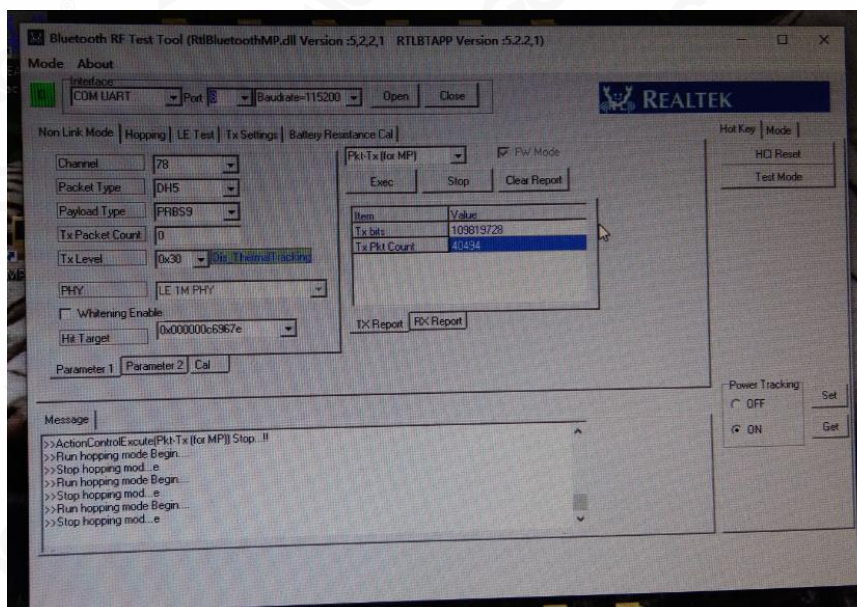 Bluetooth RF Test Tool (RtlBluetoothMP.dll Version :5,2,2,1 RTLBTAPP Version :5.2.2,1)
Mode About
Interface
COM UART Port 8 Baudrate=115200 Open Close
REALTEK
Non Link Mode Hopping LE Test Tx Settings Battery Resistance Cal
Hot Key Mode
Channel 78
Packet Type DH5
Payload Type PRBS9
Tx Packet Count 0
Tx Level 0x30 Dis_ThermalTracking
PHY LE 1M PHY
Whitening Enable
Hit Target 0x000000c6967e
Parameter 1 Parameter 2 Cal
Pkt-Tx (for MP) FW Mode
Exec Stop Clear Report
Item Value
Tx bits 109819728
Tx Pkt Count 40494
TX Report RX Report
HCI Reset
Test Mode
Power Tracking
OFF
ON
Set
Get
Message
>>ActionControlExcute(Pkt-Tx (for MP)) Stop...!!
>>Run hopping mode Begin....
>>Stop hopping mod...e
>>Run hopping mode Begin....
>>Stop hopping mod...e
>>Run hopping mode Begin....
>>Stop hopping mod...e